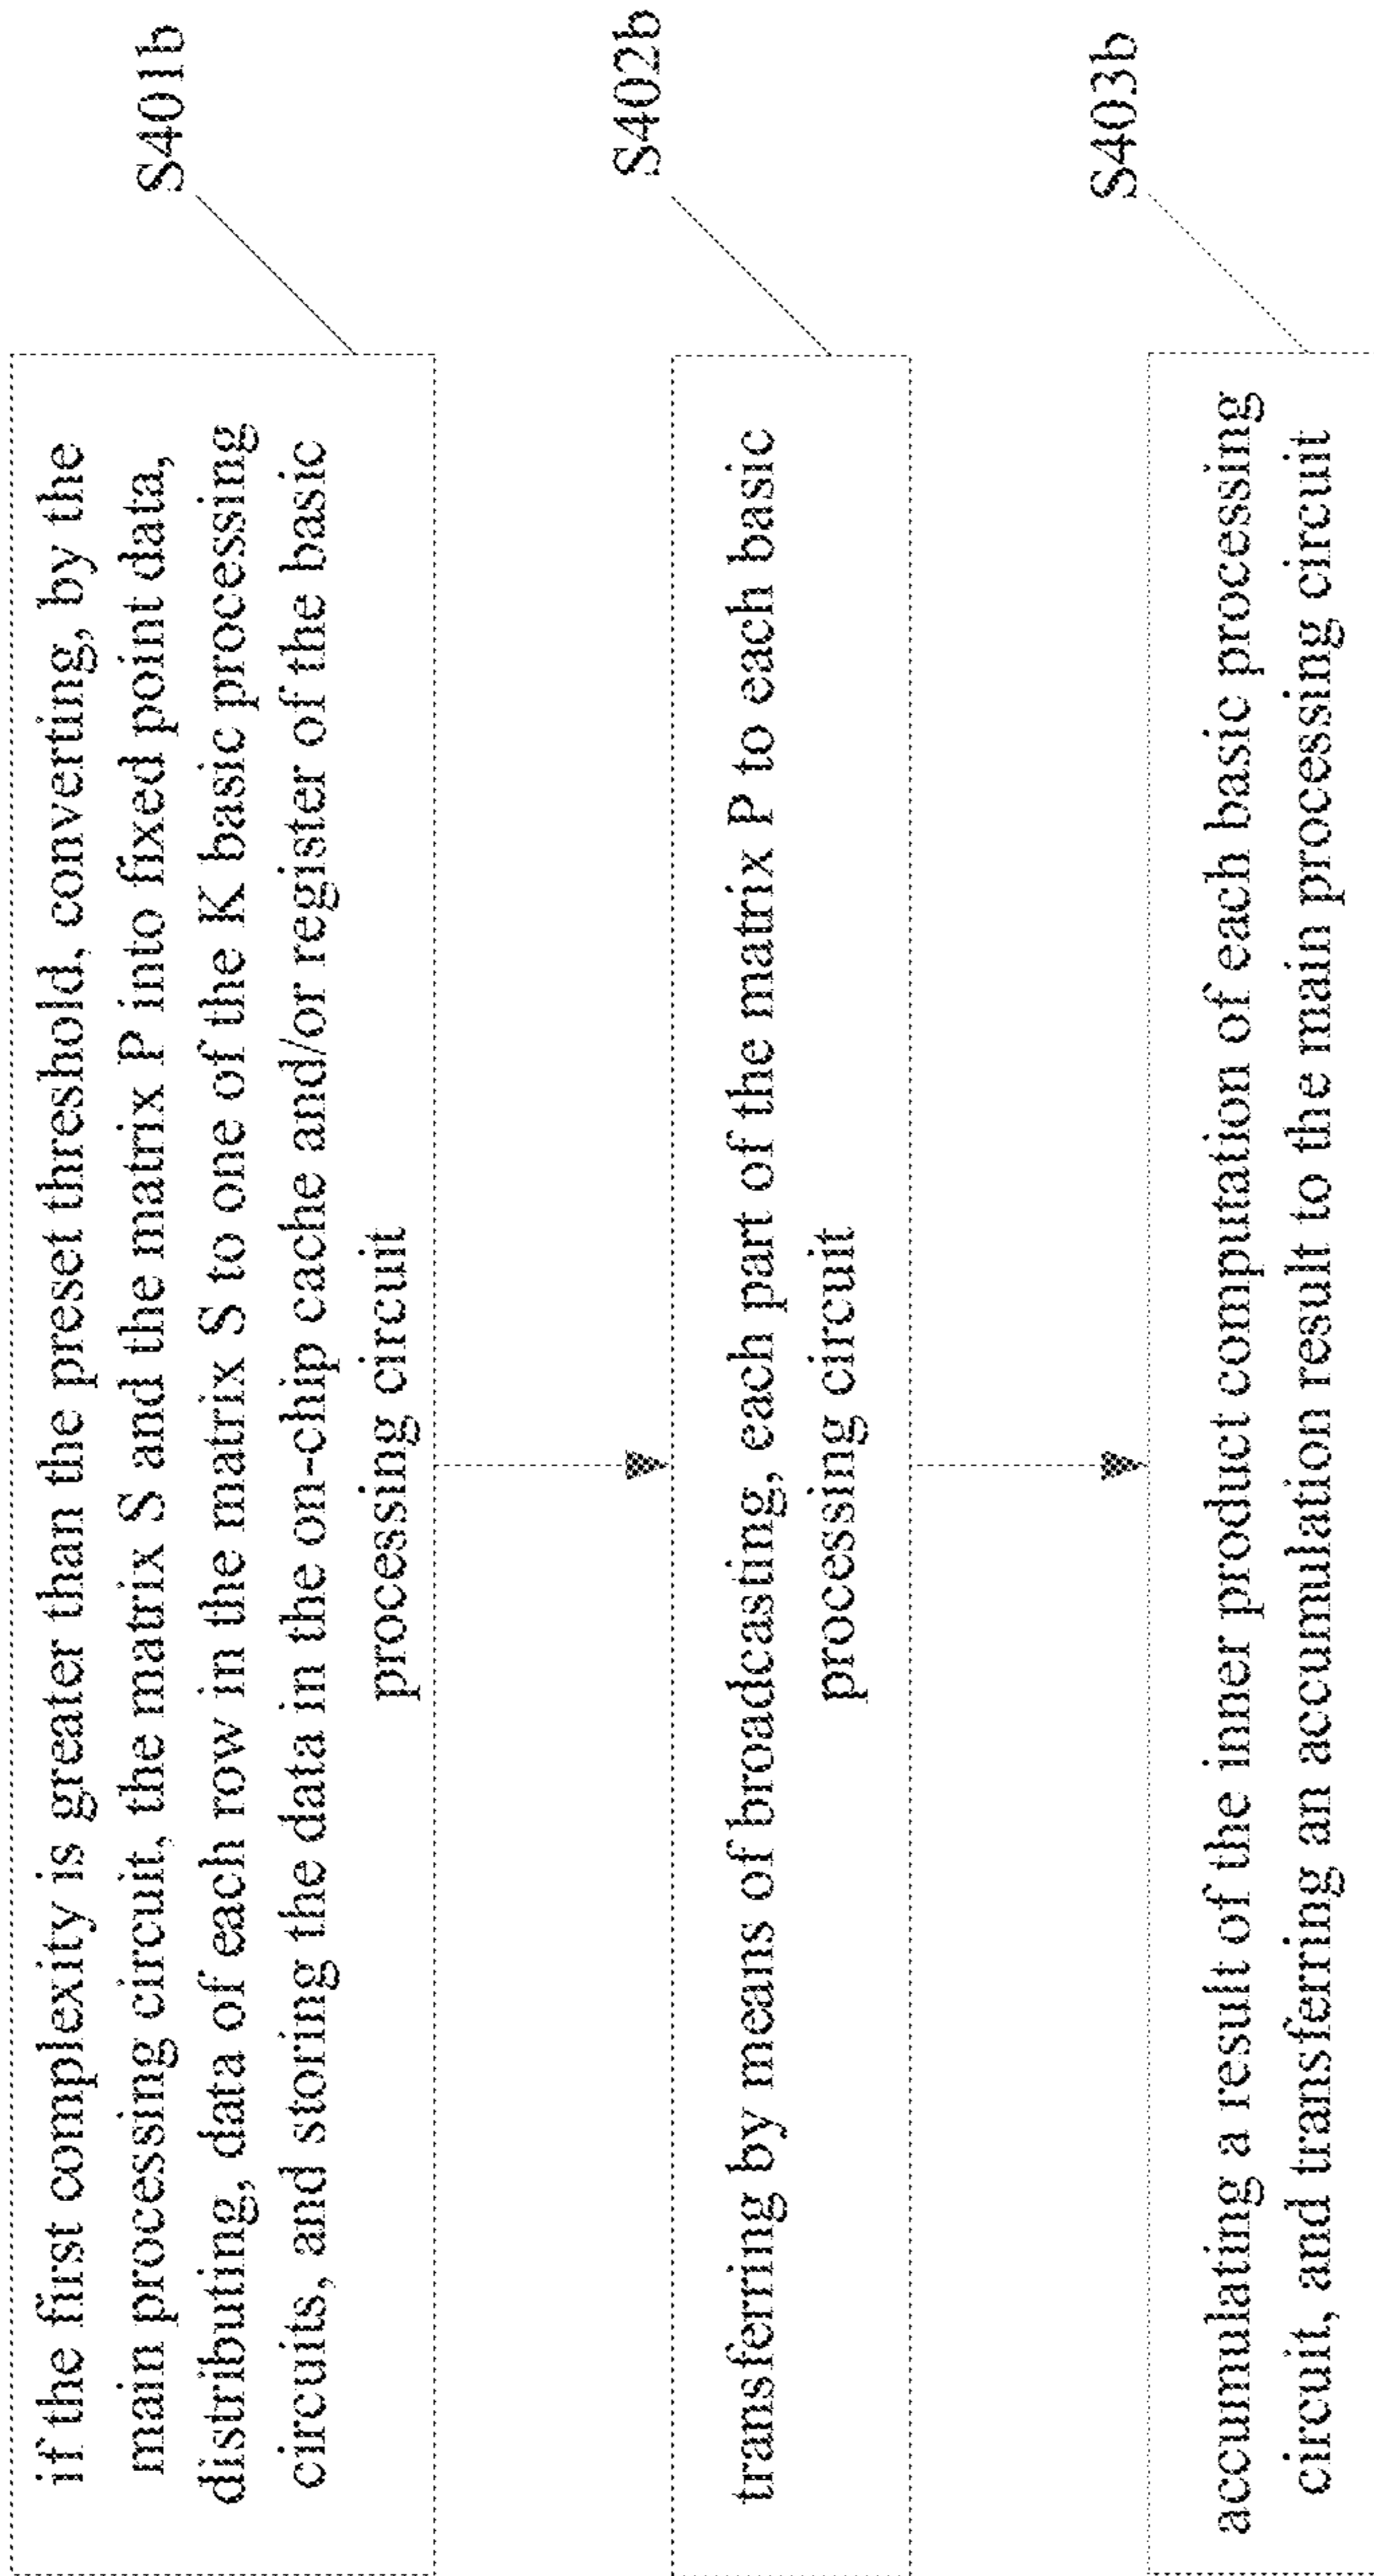 if the first complexity is greater than the preset threshold, converting, by the
main processing circuit, the matrix S and the matrix P into fixed point data,
distributing, data of each row in the matrix S to one of the K basic processing
circuits, and storing the data in the on-chip cache and/or register of the basic
processing circuit
S401b
transferring by means of broadcasting, each part of the matrix P to each basic
processing circuit
S402b
accumulating a result of the inner product computation of each basic processing
circuit, and transferring an accumulation result to the main processing circuit
S403b